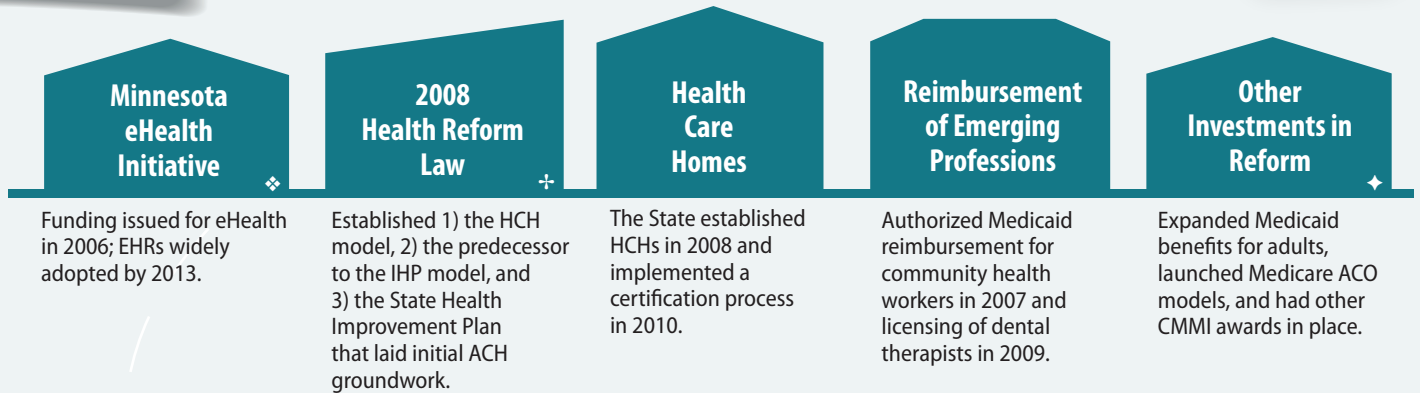 Minnesota
eHealth
Initiative
❖
Funding issued for eHealth
in 2006; EHRs widely
adopted by 2013.
2008
Health Reform
Law
✢
Established 1) the HCH
model, 2) the predecessor
to the IHP model, and
3) the State Health
Improvement Plan
that laid initial ACH
groundwork.
Health
Care
Homes
The State established
HCHs in 2008 and
implemented a
certification process
in 2010.
Reimbursement
of Emerging
Professions
Authorized Medicaid
reimbursement for
community health
workers in 2007 and
licensing of dental
therapists in 2009.
Other
Investments in
Reform
✦
Expanded Medicaid
benefits for adults,
launched Medicare ACO
models, and had other
CMMI awards in place.